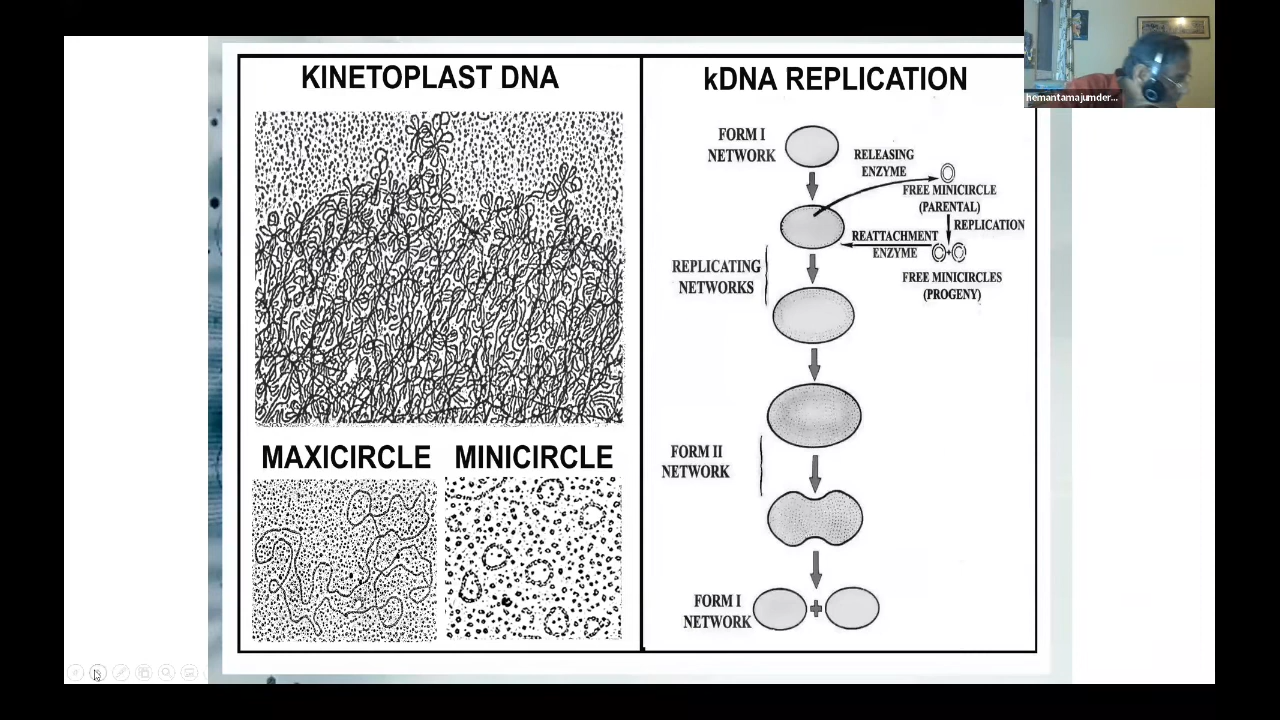 KINETOPLAST DNA
MAXICIRCLE MINICIRCLE
kDNA REPLICATION
FORM I
NETWORK
RELEASING
ENZYME
FREE MINICIRCLE
(PARENTAL)
REPLICATION
REATTACHMENT
ENZYME
+
FREE MINICIRCLES
(PROGENY)
REPLICATING
NETWORKS
FORM II
NETWORK
FORM I
NETWORK
+
hemantamajumder...